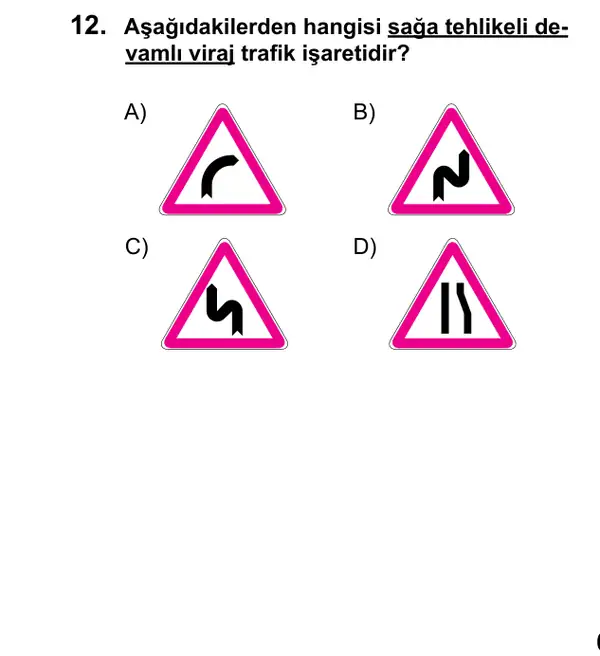 12. Aşağıdakilerden hangisi sağa tehlikeli de-
vamlı viraj trafik işaretidir?
A)
B)
C)
D)